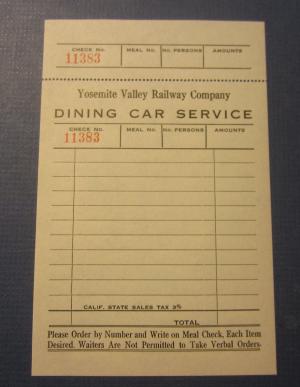 CHECK NO. MEAL NO. NO. PERSONS AMOUNTS
11383
Yosemite Valley Railway Company
DINING CAR SERVICE
CHECK NO. MEAL NO. NO. PERSONS AMOUNTS
11383
CALIF. STATE SALES TAX 3%
TOTAL
Please Order by Number and Write on Meal Check, Each Item
Desired. Waiters Are Not Permitted to Take Verbal Orders.